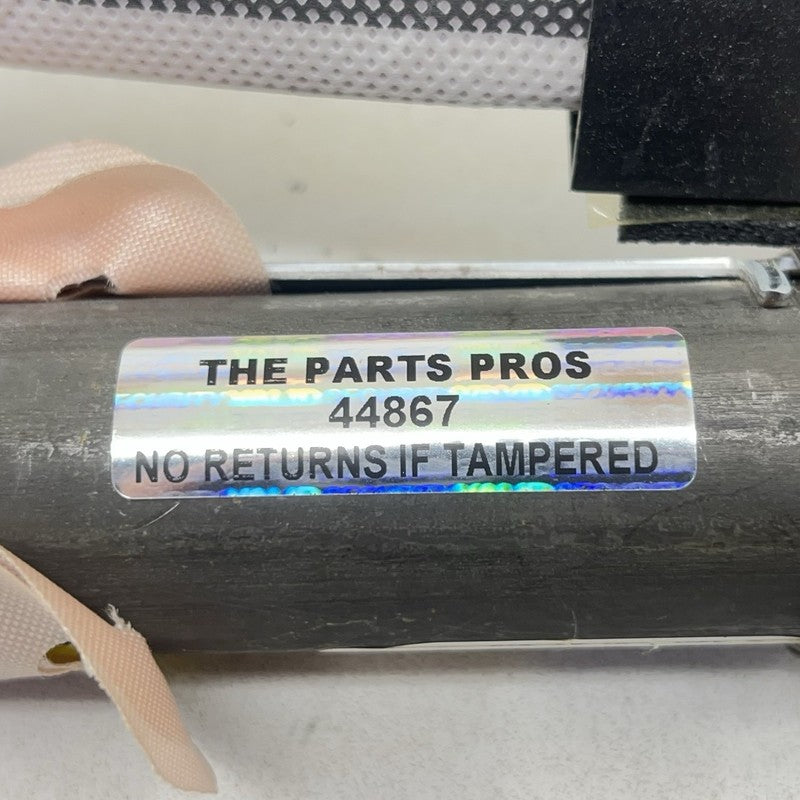 THE PARTS PROS
44867
NO RETURNS IF TAMPERED